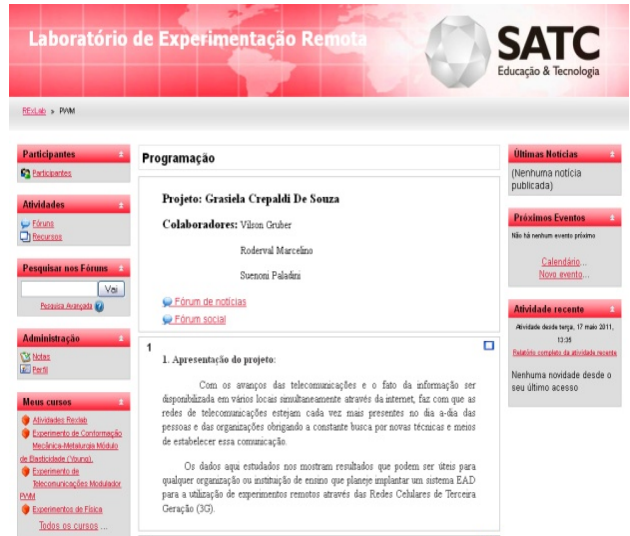 Laboratório de Experimentação Remota
SATC
Educação & Tecnologia
RExLab » PWM
Participantes
Participantes
Atividades
Fóruns
Recursos
Pesquisar nos Fóruns
Vai
Pesquisa Avançada
Administração
Notas
Perfil
Meus cursos
Atividades Rexlab
Experimento de Conformação
Mecânica-Metalurgia Módulo
de Elasticidade (Young).
Experimento de
Telecomunicações Modulador
PWM
Experimentos de Física
Todos os cursos ...
Programação
Projeto: Grasiela Crepaldi De Souza
Colaboradores: Vilson Gruber
Roderval Marcelino
Suenoni Paladini
Fórum de notícias
Fórum social
1
1. Apresentação do projeto:
Com os avanços das telecomunicações e o fato da informação ser
disponibilizada em vários locais simultaneamente através da internet, faz com que as
redes de telecomunicações estejam cada vez mais presentes no dia a-dia das
pessoas e das organizações obrigando a constante busca por novas técnicas e meios
de estabelecer essa comunicação.
Os dados aqui estudados nos mostram resultados que podem ser úteis para
qualquer organização ou instituição de ensino que planeje implantar um sistema EAD
para a utilização de experimentos remotos através das Redes Celulares de Terceira
Geração (3G).
Últimas Notícias
(Nenhuma notícia
publicada)
Próximos Eventos
Não há nenhum evento próximo
Calendário...
Novo evento...
Atividade recente
Atividade desde terça, 17 maio 2011,
13:35
Relatório completo da atividade recente
Nenhuma novidade desde o
seu último acesso